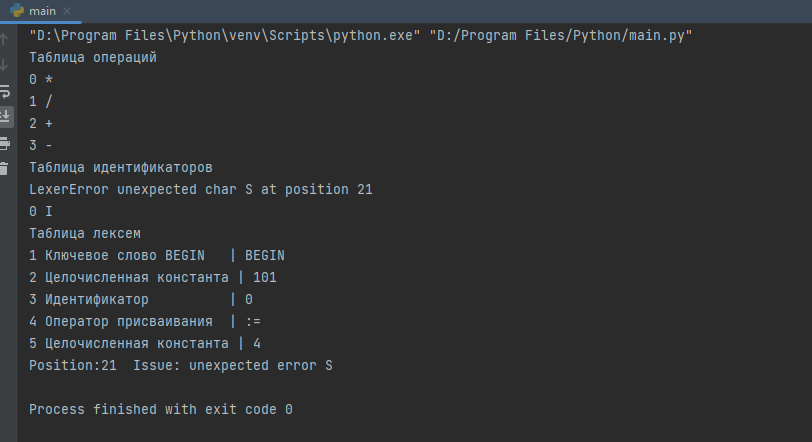 main
"D:\Program Files\Python\venv\Scripts\python.exe" "D:/Program Files/Python/main.py"
Таблица операций
0 *
1 /
2 +
3 -
Таблица идентификаторов
LexerError unexpected char S at position 21
0 I
Таблица лексем
1 Ключевое слово BEGIN   | BEGIN
2 Целочисленная константа | 101
3 Идентификатор          | 0
4 Оператор присваивания  | :=
5 Целочисленная константа | 4
Position:21  Issue: unexpected error S
Process finished with exit code 0